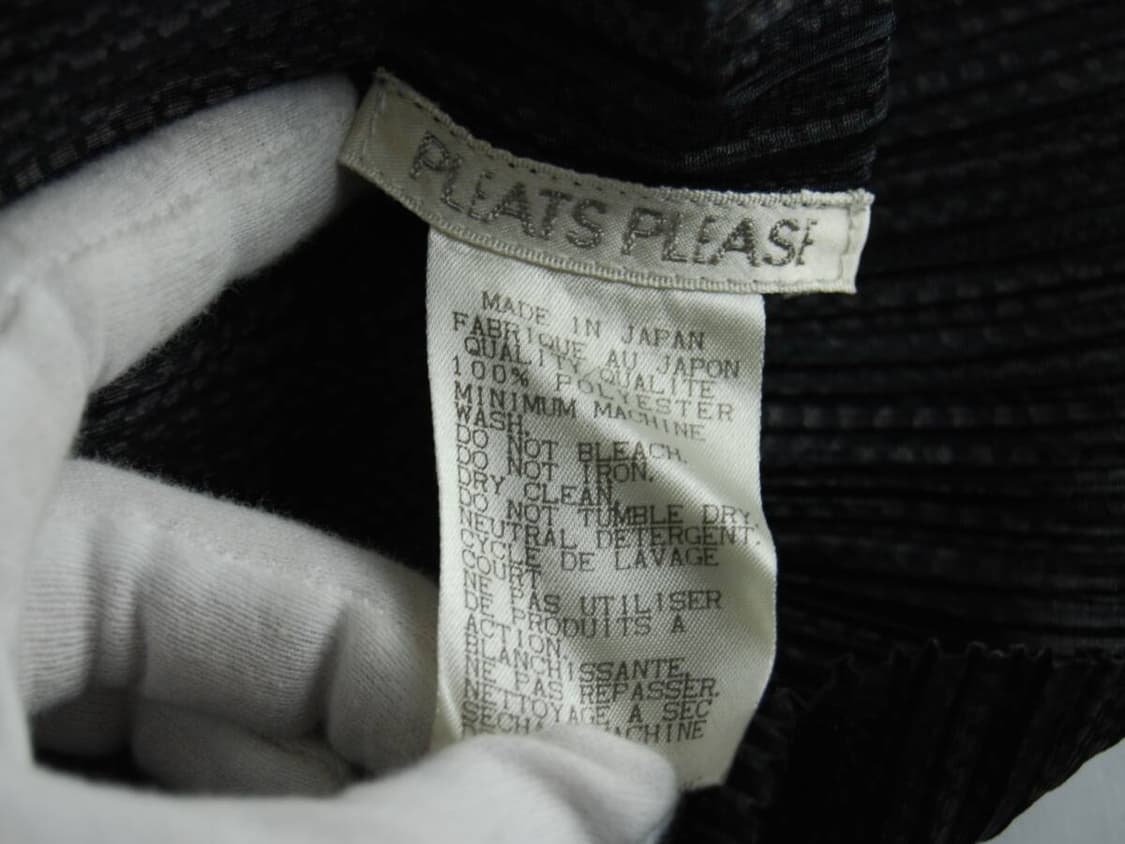 PLEATS PLEASE
MADE IN JAPAN
FABRIQUE AU JAPON
QUALITY QUALITE
100% POLYESTER
MINIMUM MACHINE
WASH.
DO NOT BLEACH.
DO NOT IRON.
DRY CLEAN.
DO NOT TUMBLE DRY.
NEUTRAL DETERGENT.
CYCLE DE LAVAGE
COURT
NE PAS UTILISER
DE PRODUITS A
ACTION.
BLANCHISSANTE.
NE PAS REPASSER.
NETTOYAGE A SEC
MACHINE